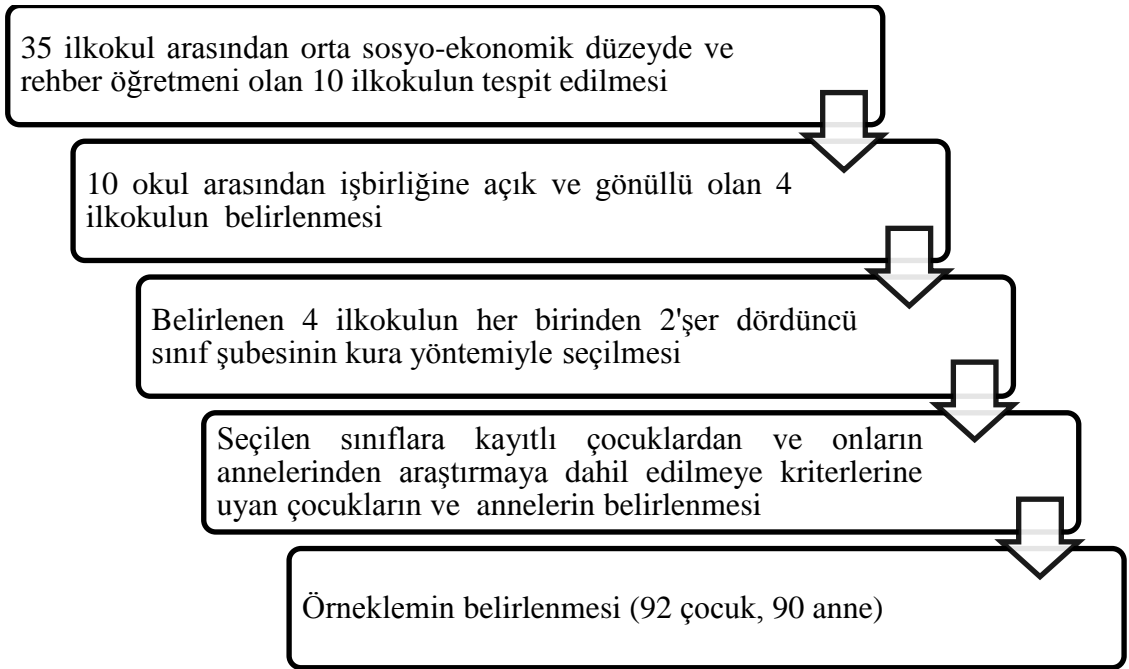 35 ilkokul arasından orta sosyo-ekonomik düzeyde ve
rehber öğretmeni olan 10 ilkokulun tespit edilmesi
10 okul arasından işbirliğine açık ve gönüllü olan 4
ilkokulun belirlenmesi
Belirlenen 4 ilkokulun her birinden 2'şer dördüncü
sınıf şubesinin kura yöntemiyle seçilmesi
Seçilen sınıflara kayıtlı çocuklardan ve onların
annelerinden araştırmaya dahil edilmeye kriterlerine
uyan çocukların ve annelerin belirlenmesi
Örneklemin belirlenmesi (92 çocuk, 90 anne)